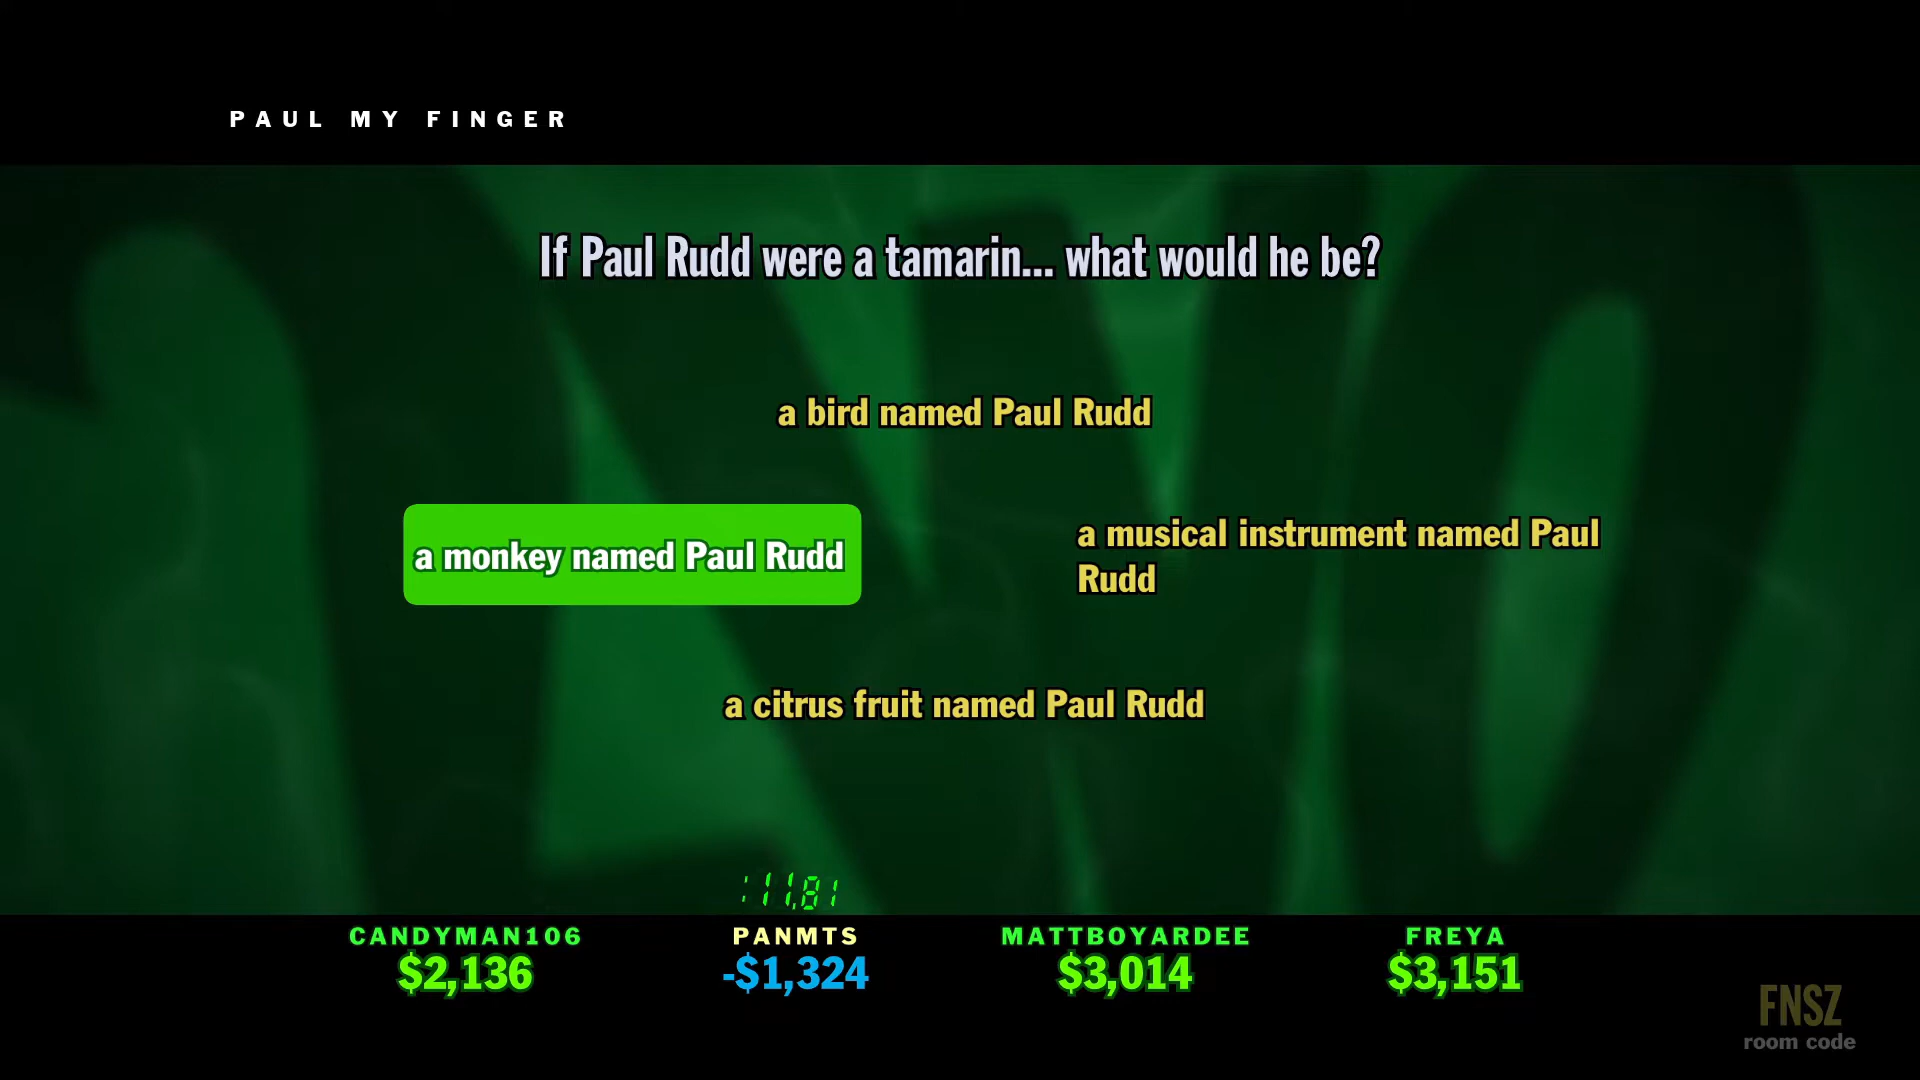 PAUL MY FINGER
If Paul Rudd were a tamarin... what would he be?
a bird named Paul Rudd
a monkey named Paul Rudd
a musical instrument named Paul
Rudd
a citrus fruit named Paul Rudd
:11.81
CANDYMAN106
PANMTS
MATTBOYARDEE
FREYA
$2,136
-$1,324
$3,014
$3,151
FNSZ
room code